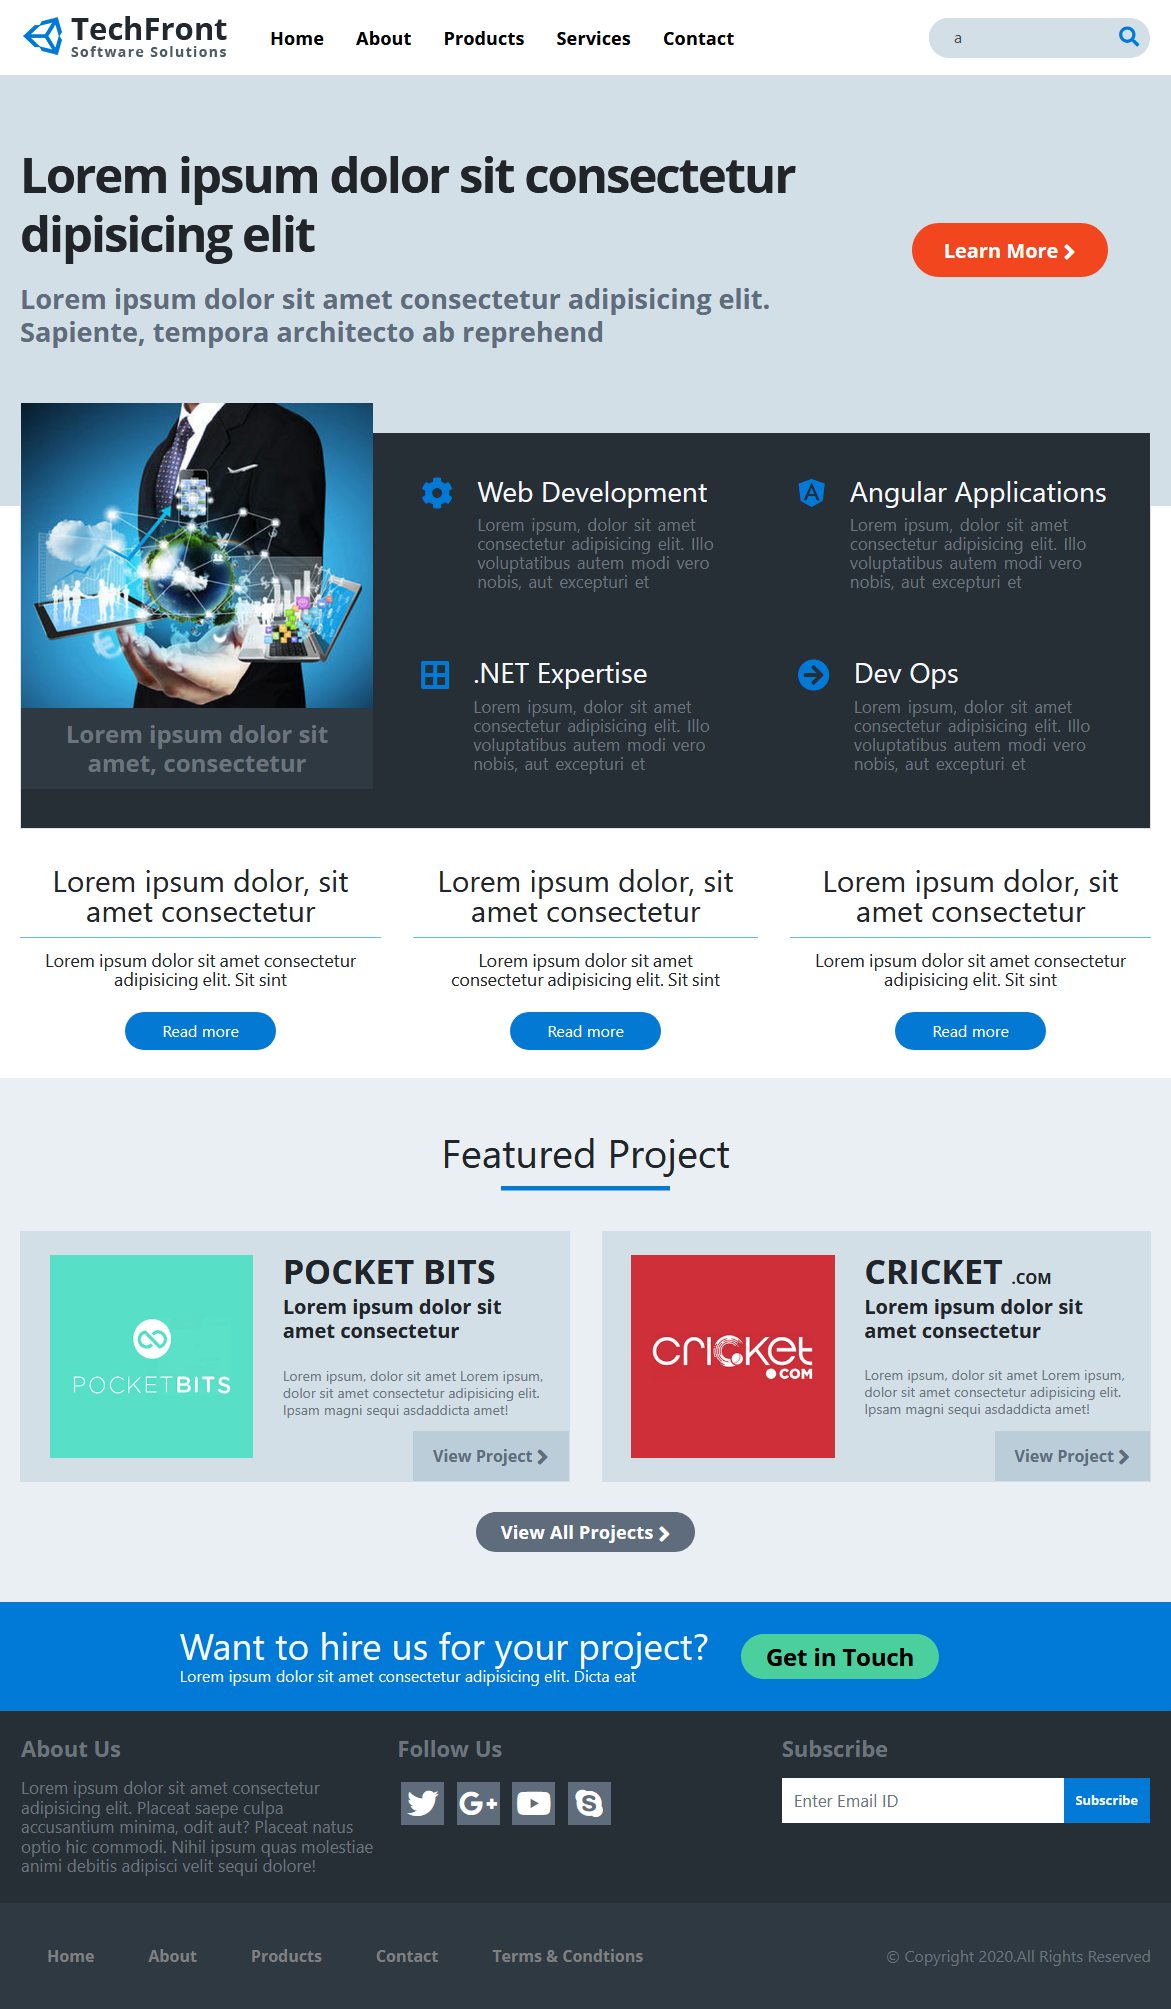 TechFront
Software Solutions
Home About Products Services Contact
a
Lorem ipsum dolor sit consectetur
dipisicing elit
Lorem ipsum dolor sit amet consectetur adipisicing elit.
Sapiente, tempora architecto ab reprehend
Learn More
Lorem ipsum dolor sit
amet, consectetur
Web Development
Lorem ipsum, dolor sit amet
consectetur adipisicing elit. Illo
voluptatibus autem modi vero
nobis, aut excepturi et
Angular Applications
Lorem ipsum, dolor sit amet
consectetur adipisicing elit. Illo
voluptatibus autem modi vero
nobis, aut excepturi et
.NET Expertise
Lorem ipsum, dolor sit amet
consectetur adipisicing elit. Illo
voluptatibus autem modi vero
nobis, aut excepturi et
Dev Ops
Lorem ipsum, dolor sit amet
consectetur adipisicing elit. Illo
voluptatibus autem modi vero
nobis, aut excepturi et
Lorem ipsum dolor, sit
amet consectetur
Lorem ipsum dolor sit amet consectetur
adipisicing elit. Sit sint
Read more
Lorem ipsum dolor, sit
amet consectetur
Lorem ipsum dolor sit amet
consectetur adipisicing elit. Sit sint
Read more
Lorem ipsum dolor, sit
amet consectetur
Lorem ipsum dolor sit amet consectetur
adipisicing elit. Sit sint
Read more
Featured Project
POCKETBITS
POCKET BITS
Lorem ipsum dolor sit
amet consectetur
Lorem ipsum, dolor sit amet Lorem ipsum,
dolor sit amet consectetur adipisicing elit.
Ipsam magni sequi asdaddicta amet!
View Project
cricket
.COM
CRICKET .COM
Lorem ipsum dolor sit
amet consectetur
Lorem ipsum, dolor sit amet Lorem ipsum,
dolor sit amet consectetur adipisicing elit.
Ipsam magni sequi asdaddicta amet!
View Project
View All Projects
Want to hire us for your project?
Lorem ipsum dolor sit amet consectetur adipisicing elit. Dicta eat
Get in Touch
About Us
Lorem ipsum dolor sit amet consectetur
adipisicing elit. Placeat saepe culpa
accusantium minima, odit aut? Placeat natus
optio hic commodi. Nihil ipsum quas molestiae
animi debitis adipisci velit sequi dolore!
Follow Us
G+
Subscribe
Enter Email ID
Subscribe
Home About Products Contact Terms & Condtions
© Copyright 2020.All Rights Reserved